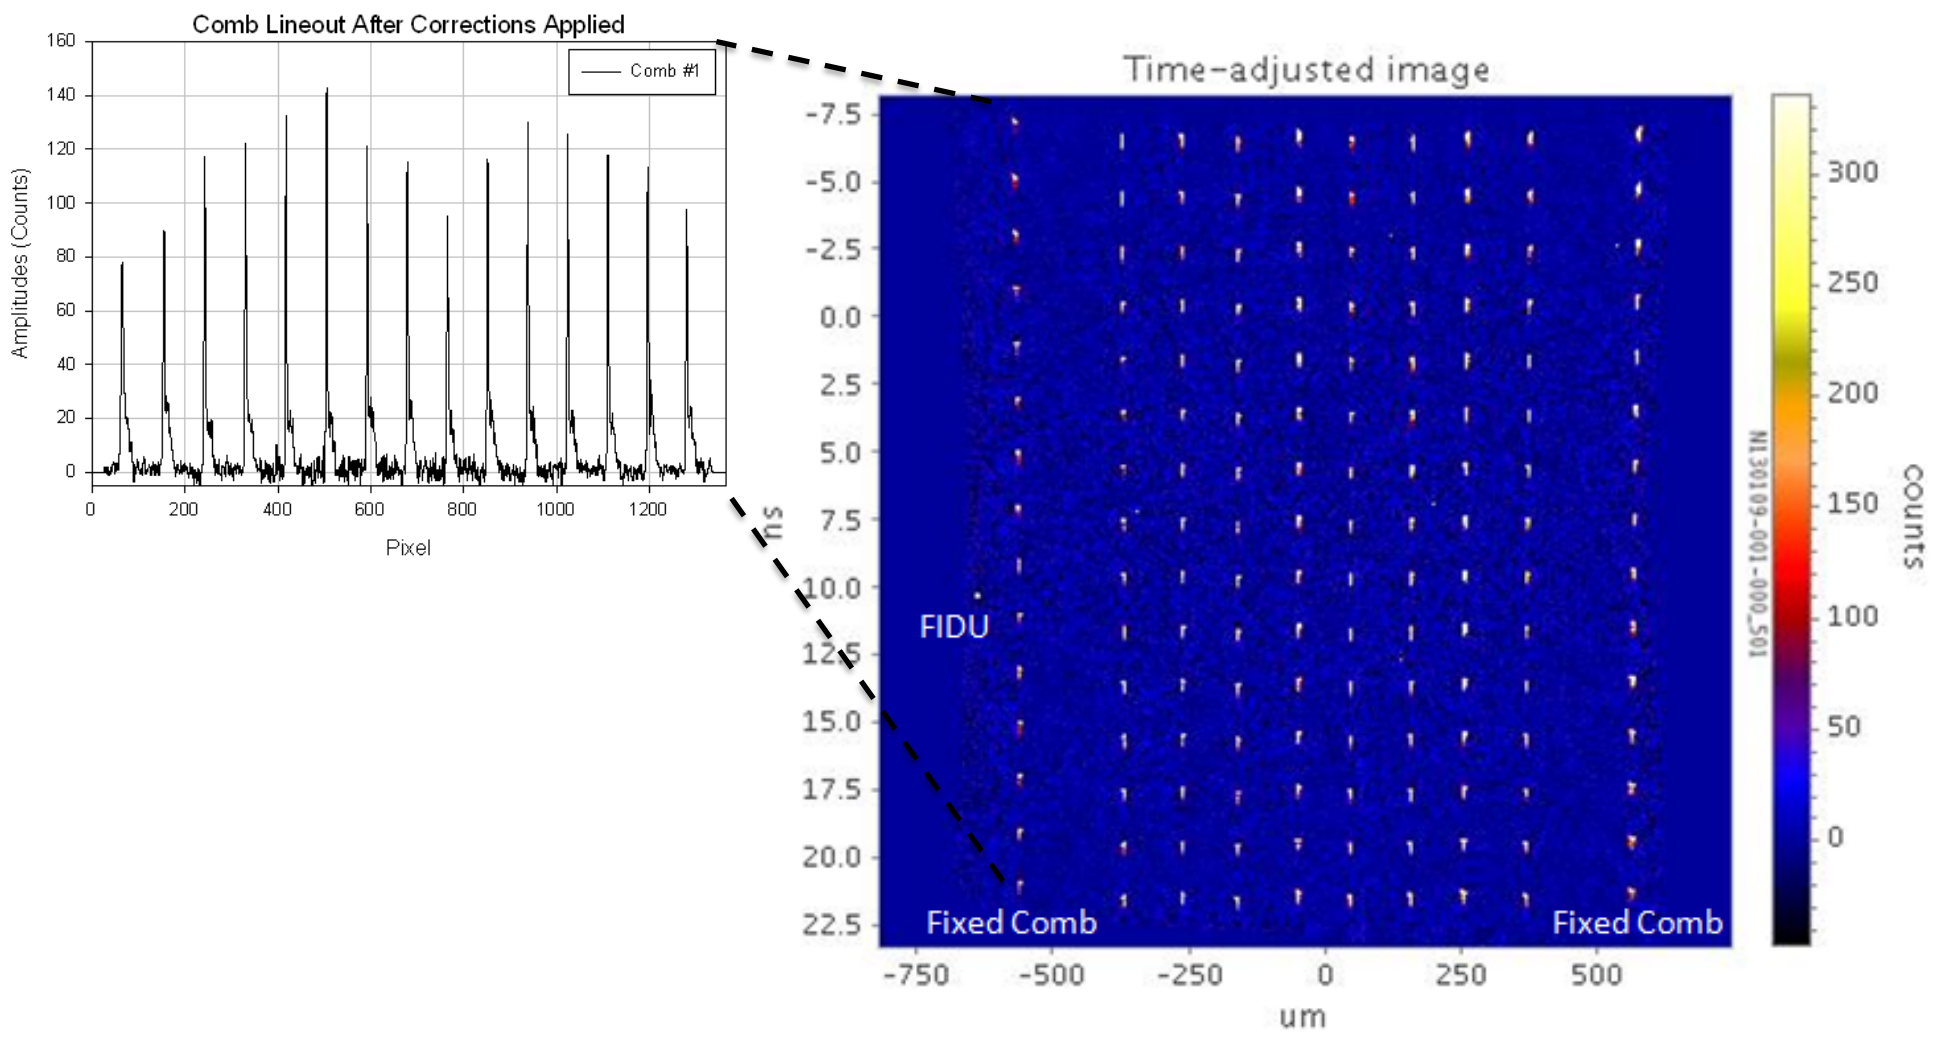 Comb Lineout After Corrections Applied
Comb #1
Amplitudes (Counts)
160
140
120
100
80
60
40
20
0
0 200 400 600 800 1000 1200
Pixel
Time-adjusted image
ns
-7.5
-5.0
-2.5
0.0
2.5
5.0
7.5
10.0
12.5
15.0
17.5
20.0
22.5
FIDU
Fixed Comb Fixed Comb
-750 -500 -250 0 250 500
um
N130109-001-000_S01
300
250
200
150
100
50
0
counts